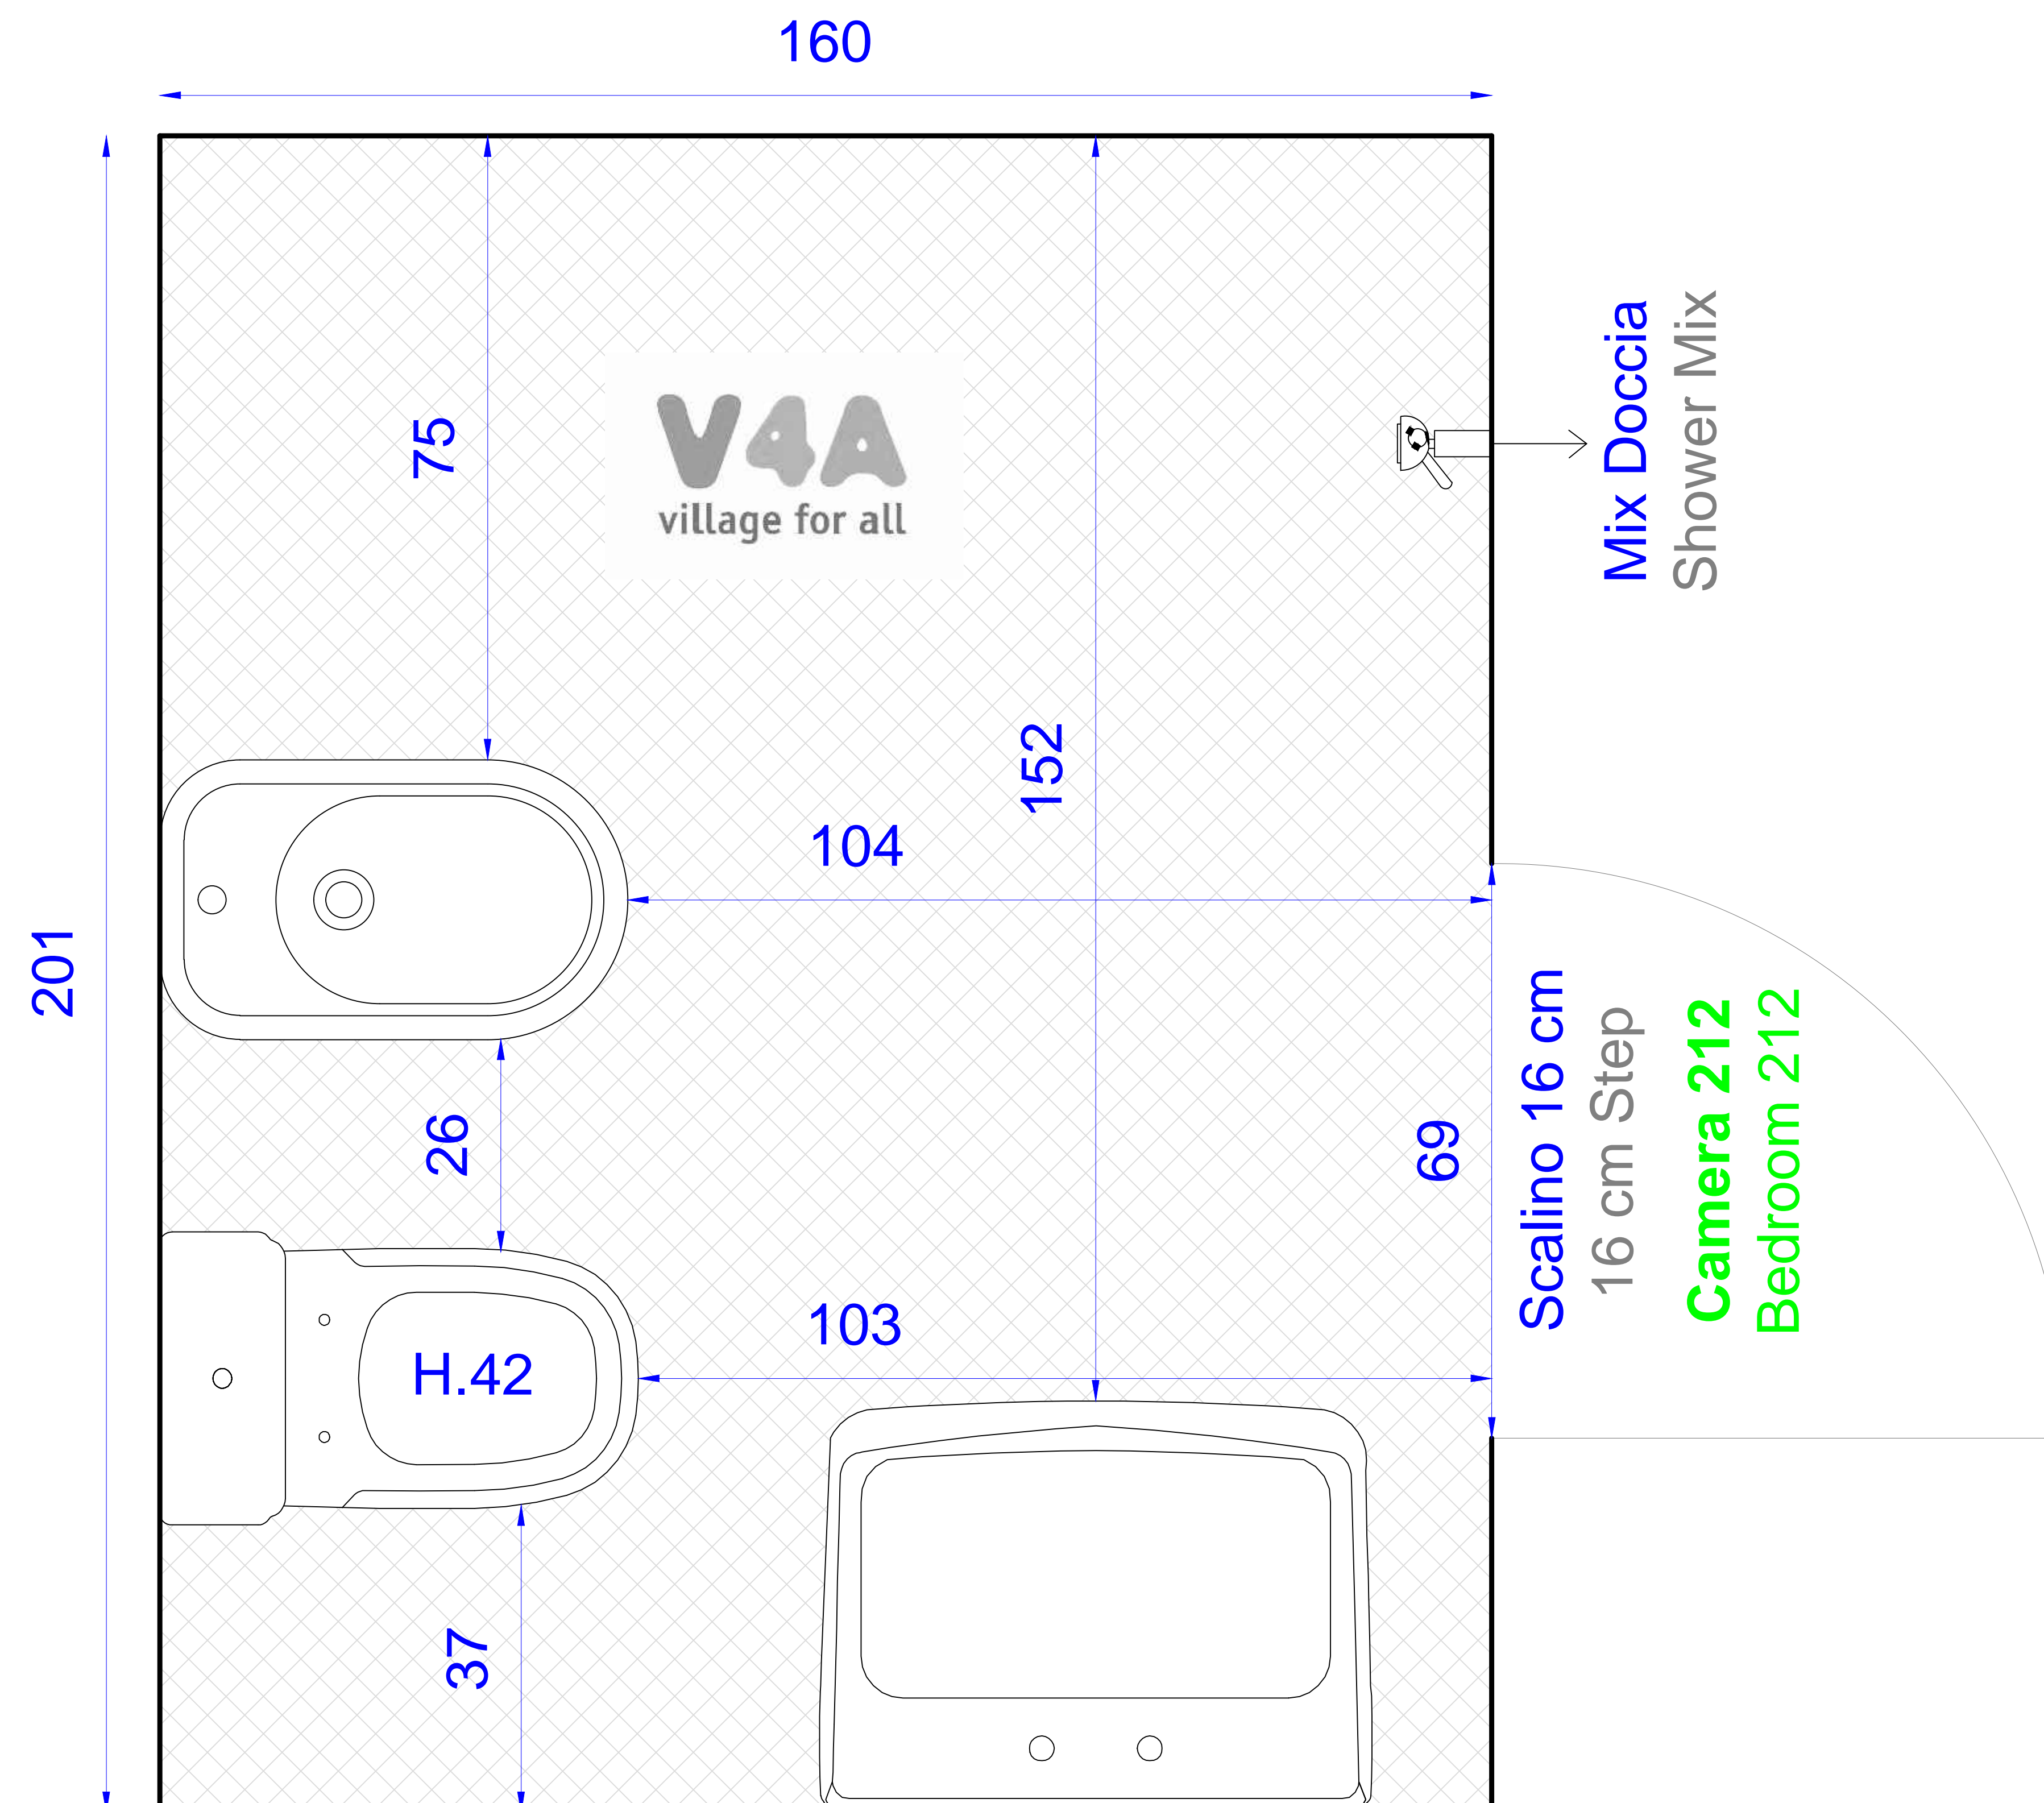 160
75
V4A
village for all
Mix Doccia
Shower Mix
152
104
201
26
69
Scalino 16 cm
16 cm Step
Camera 212
Bedroom 212
103
H.42
37